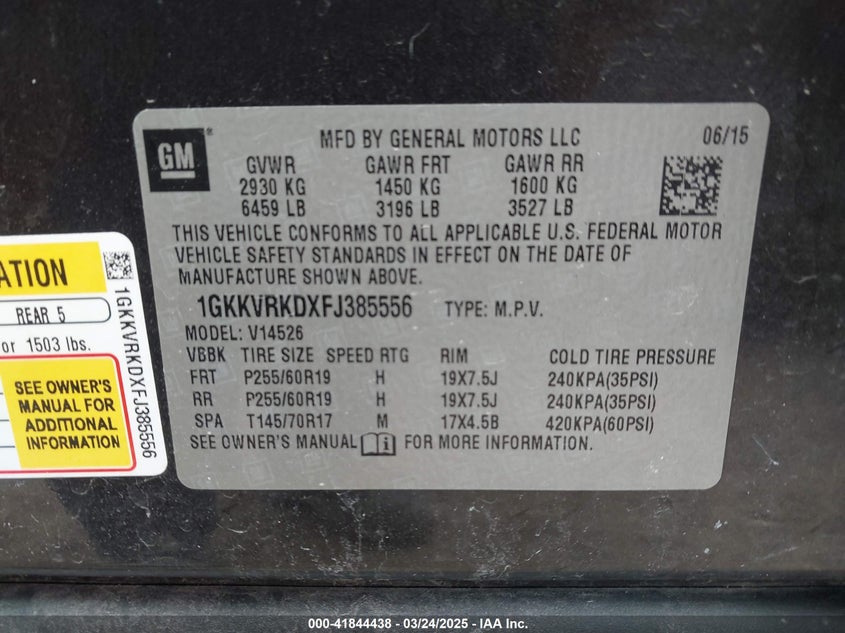 MFD BY GENERAL MOTORS LLC 06/15
GM®
GVWR GAWR FRT GAWR RR
2930 KG 1450 KG 1600 KG
6459 LB 3196 LB 3527 LB
THIS VEHICLE CONFORMS TO ALL APPLICABLE U.S. FEDERAL MOTOR
VEHICLE SAFETY STANDARDS IN EFFECT ON THE DATE OF
MANUFACTURE SHOWN ABOVE.
1GKKVRKDXFJ385556 TYPE: M.P.V.
MODEL: V14526
VBBK TIRE SIZE SPEED RTG RIM COLD TIRE PRESSURE
FRT P255/60R19 H 19X7.5J 240KPA(35PSI)
RR P255/60R19 H 19X7.5J 240KPA(35PSI)
SPA T145/70R17 M 17X4.5B 420KPA(60PSI)
SEE OWNER'S MANUAL FOR MORE INFORMATION.
ATION
REAR 5
or 1503 lbs.
SEE OWNER'S
MANUAL FOR
ADDITIONAL
INFORMATION
1GKKVRKDXFJ385556
000-41844438 - 03/24/2025 - IAA Inc.